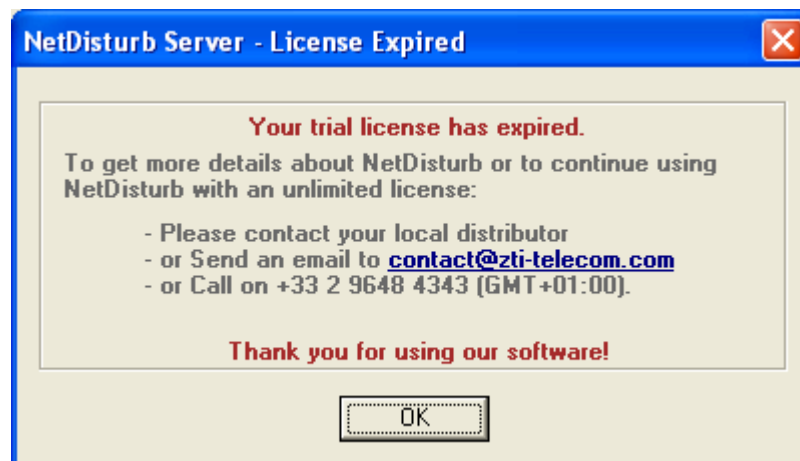 NetDisturb Server - License Expired
Your trial license has expired.
To get more details about NetDisturb or to continue using
NetDisturb with an unlimited license:
- Please contact your local distributor
- or Send an email to contact@zti-telecom.com
- or Call on +33 2 9648 4343 (GMT+01:00).
Thank you for using our software!
OK